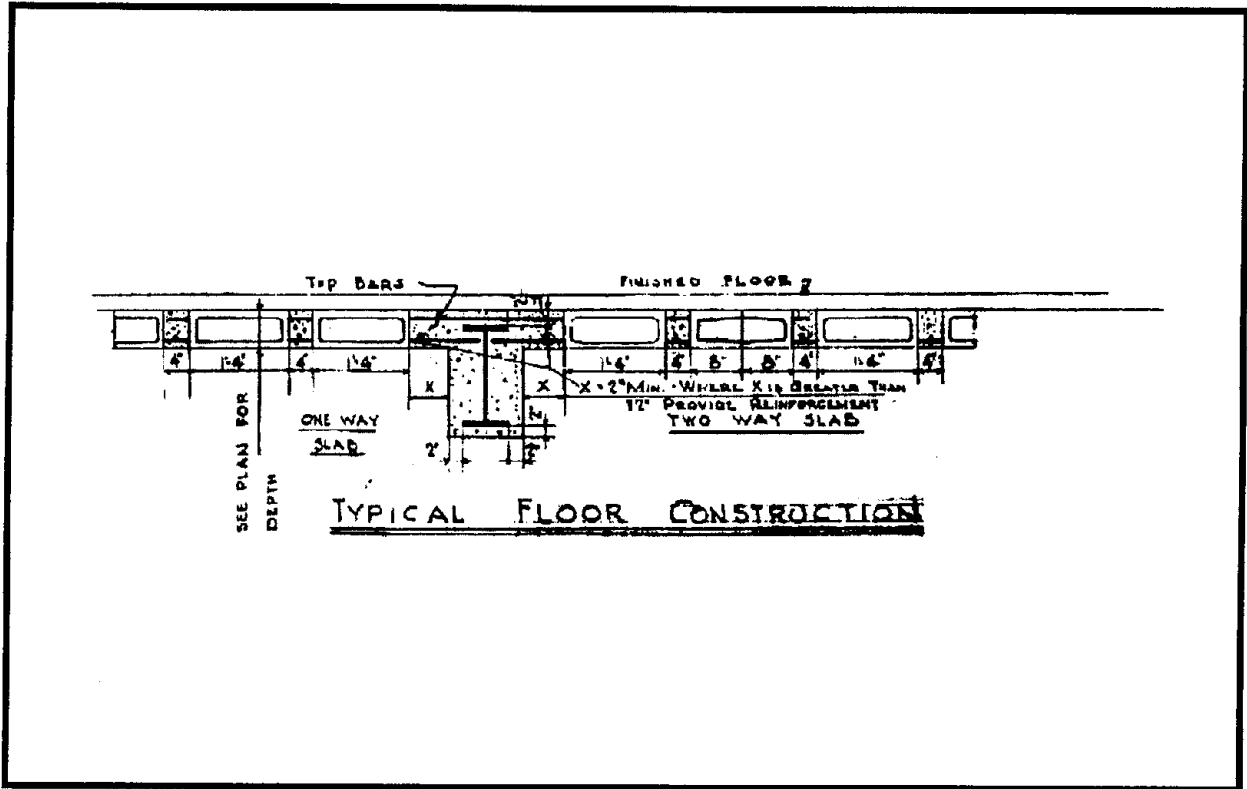 TOP BARS
FINISHED FLOOR
4" 1'-4" 4" 1'-4" X X 1'-4" 4" 8" 8" 4" 1'-4" 4"
X = 2" MIN. - WHERE X IS GREATER THAN
12" PROVIDE REINFORCEMENT
ONE WAY
SLAB
TWO WAY SLAB
2"
2"
2"
SEE PLAN FOR
DEPTH
TYPICAL FLOOR CONSTRUCTION